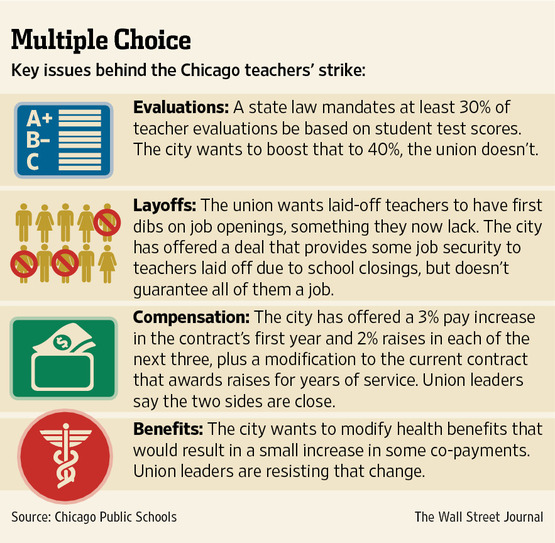 Multiple Choice
Key issues behind the Chicago teachers’ strike:
A+
B–
C
Evaluations: A state law mandates at least 30% of
teacher evaluations be based on student test scores.
The city wants to boost that to 40%, the union doesn’t.
Layoffs: The union wants laid-off teachers to have first
dibs on job openings, something they now lack. The city
has offered a deal that provides some job security to
teachers laid off due to school closings, but doesn’t
guarantee all of them a job.
$
Compensation: The city has offered a 3% pay increase
in the contract’s first year and 2% raises in each of the
next three, plus a modification to the current contract
that awards raises for years of service. Union leaders
say the two sides are close.
Benefits: The city wants to modify health benefits that
would result in a small increase in some co-payments.
Union leaders are resisting that change.
Source: Chicago Public Schools
The Wall Street Journal